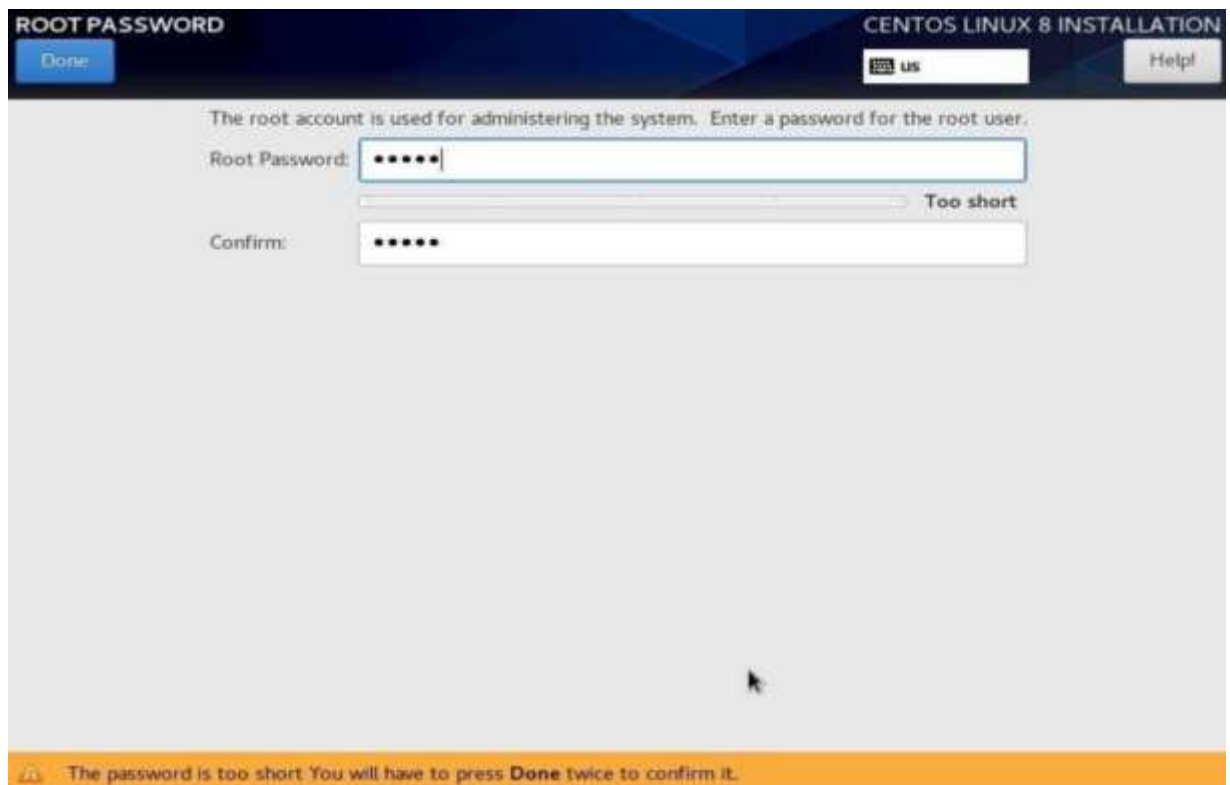 ROOT PASSWORD
CENTOS LINUX 8 INSTALLATION
Done
us
Help!
The root account is used for administering the system. Enter a password for the root user.
Root Password: •••••
Too short
Confirm: •••••
The password is too short You will have to press Done twice to confirm it.